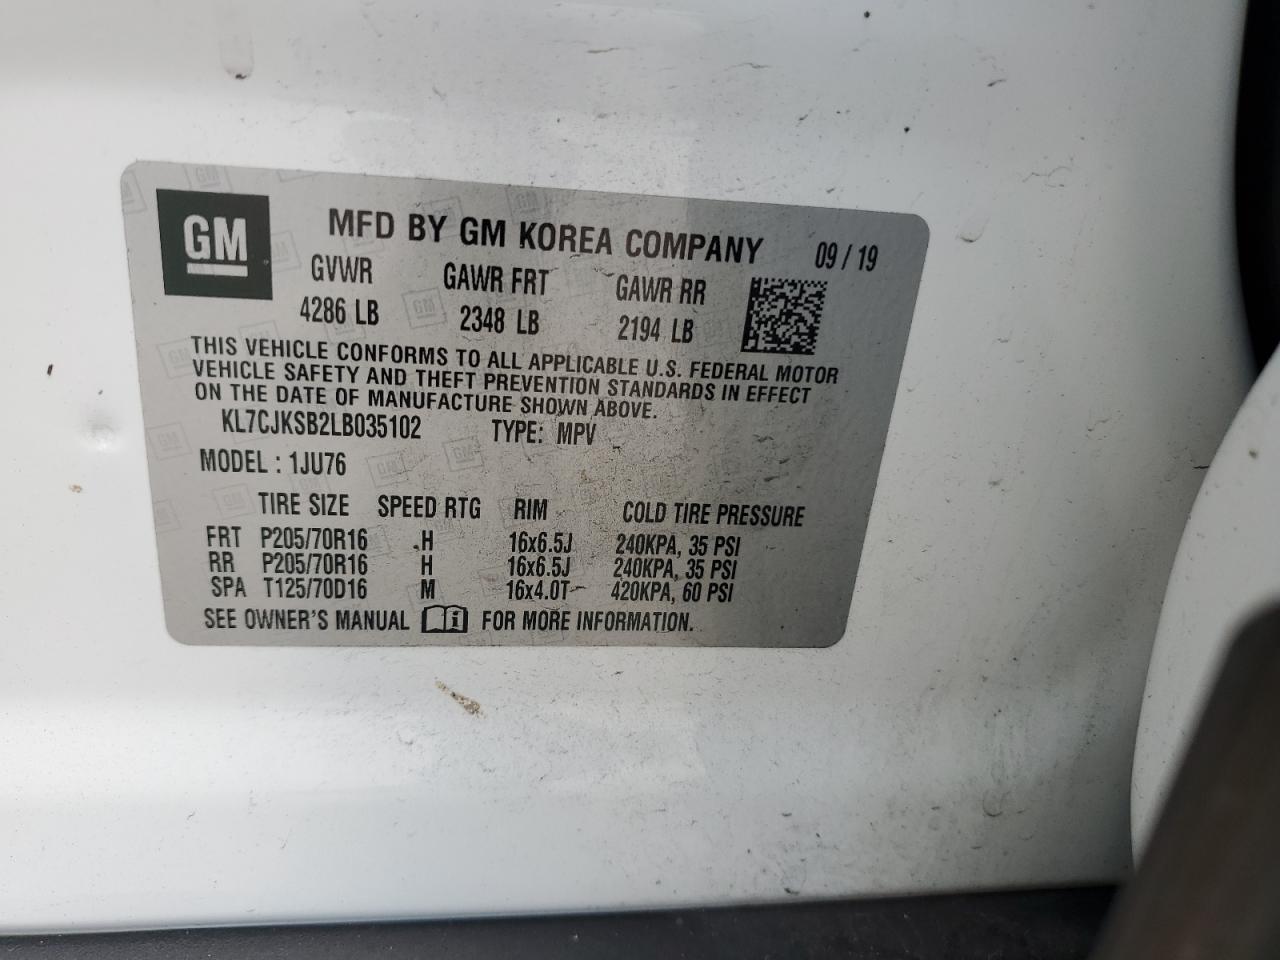 GM
MFD BY GM KOREA COMPANY 09 / 19
GVWR GAWR FRT GAWR RR
4286 LB 2348 LB 2194 LB
THIS VEHICLE CONFORMS TO ALL APPLICABLE U.S. FEDERAL MOTOR
VEHICLE SAFETY AND THEFT PREVENTION STANDARDS IN EFFECT
ON THE DATE OF MANUFACTURE SHOWN ABOVE.
KL7CJKSB2LB035102 TYPE: MPV
MODEL : 1JU76
TIRE SIZE SPEED RTG RIM COLD TIRE PRESSURE
FRT P205/70R16 H 16x6.5J 240KPA, 35 PSI
RR P205/70R16 H 16x6.5J 240KPA, 35 PSI
SPA T125/70D16 M 16x4.0T 420KPA, 60 PSI
SEE OWNER'S MANUAL i FOR MORE INFORMATION.